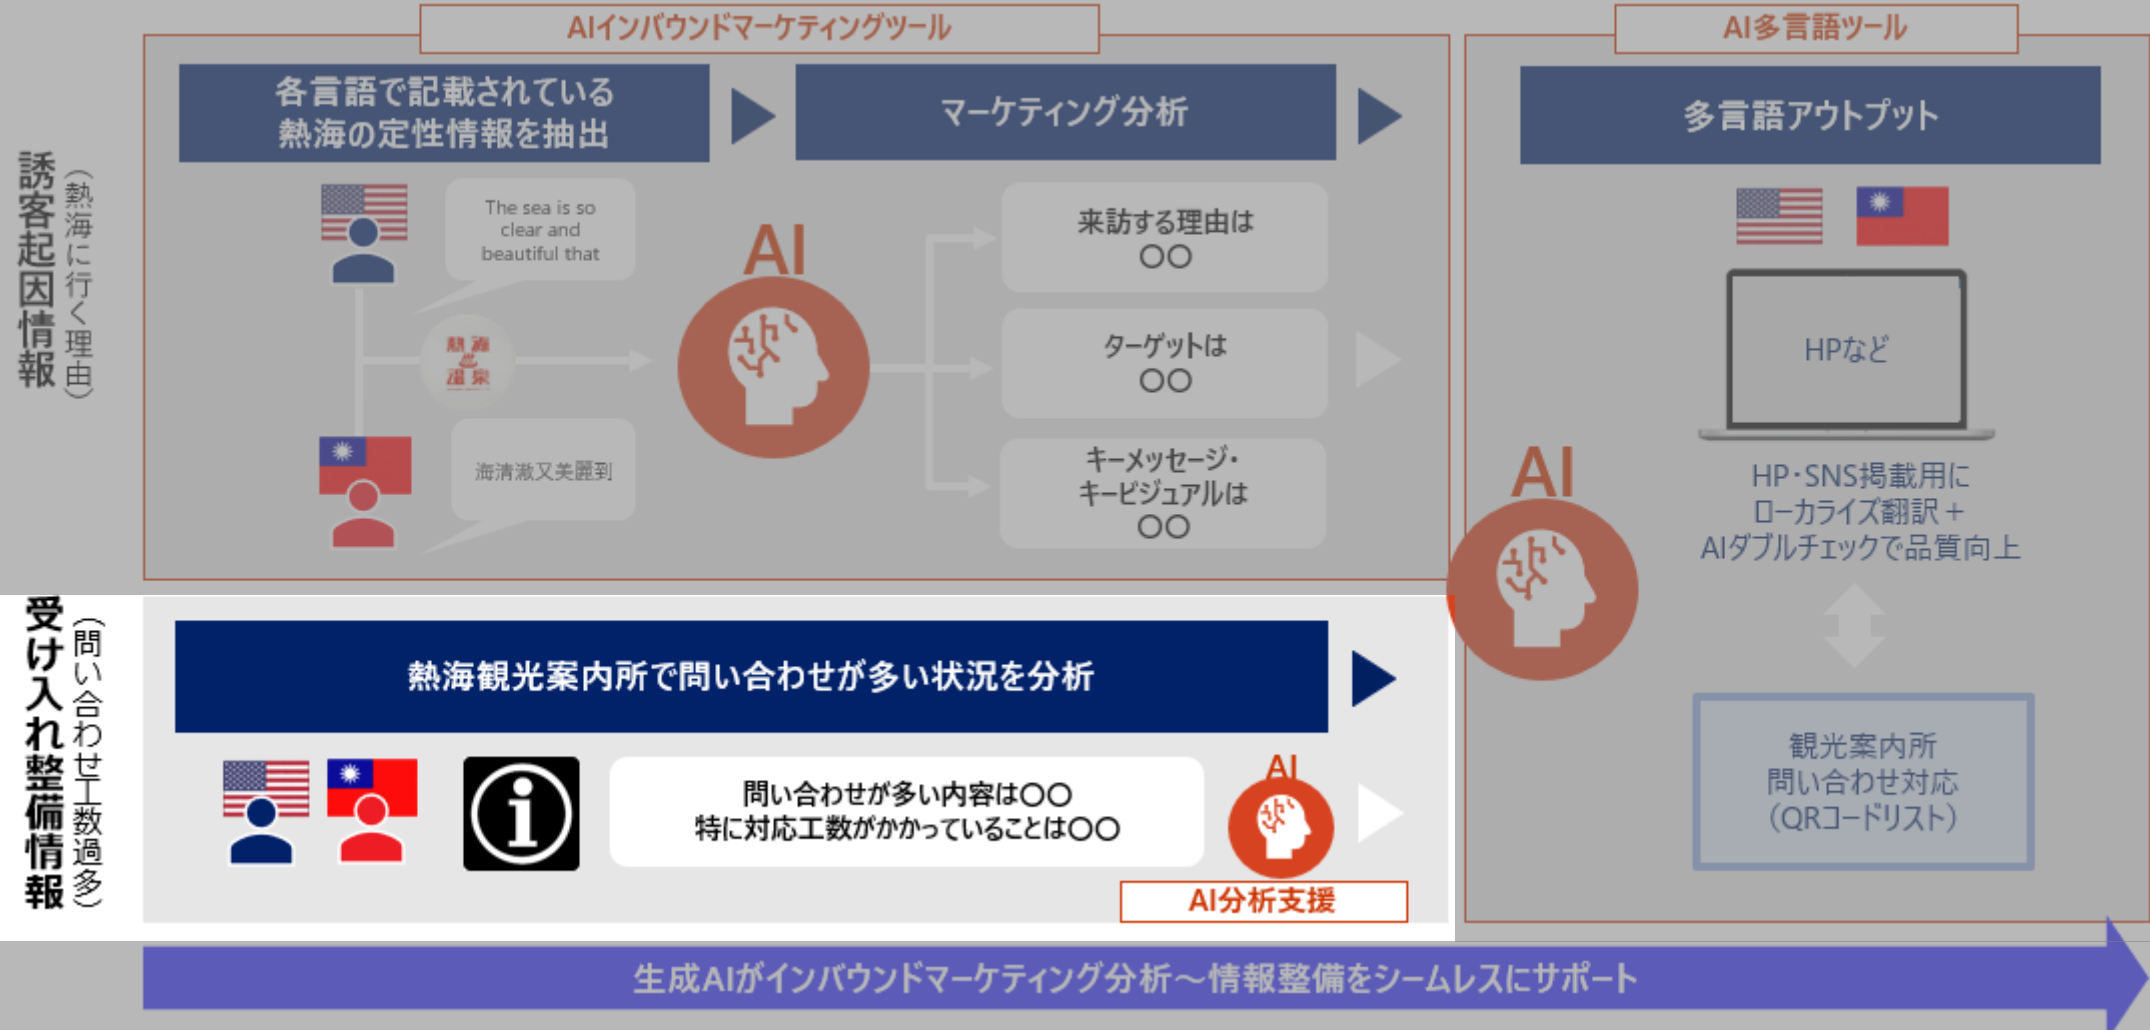 AIインバウンドマーケティングツール
AI多言語ツール
誘客起因情報
（熱海に行く理由）
各言語で記載されている
熱海の定性情報を抽出
マーケティング分析
多言語アウトプット
The sea is so
clear and
beautiful that
熱海
温泉
海清澈又美麗到
AI
来訪する理由は
〇〇
ターゲットは
〇〇
キーメッセージ・
キービジュアルは
〇〇
HPなど
HP・SNS掲載用に
ローカライズ翻訳＋
AIダブルチェックで品質向上
AI
観光案内所
問い合わせ対応
（QRコードリスト）
受け入れ整備情報
（問い合わせ工数過多）
熱海観光案内所で問い合わせが多い状況を分析
i
問い合わせが多い内容は〇〇
特に対応工数がかかっていることは〇〇
AI
AI分析支援
生成AIがインバウンドマーケティング分析～情報整備をシームレスにサポート